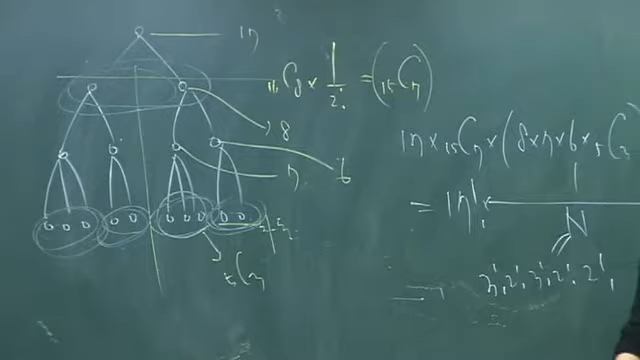 17
₁₆C₈ × 1/2! = (₁₅C₇)
8
7
6
₅C₃
17 × ₁₅C₇ × (8 × 7 × 6 × ₅C₃)
= 17! × 1/N
3! 2! 3! 2! 2!